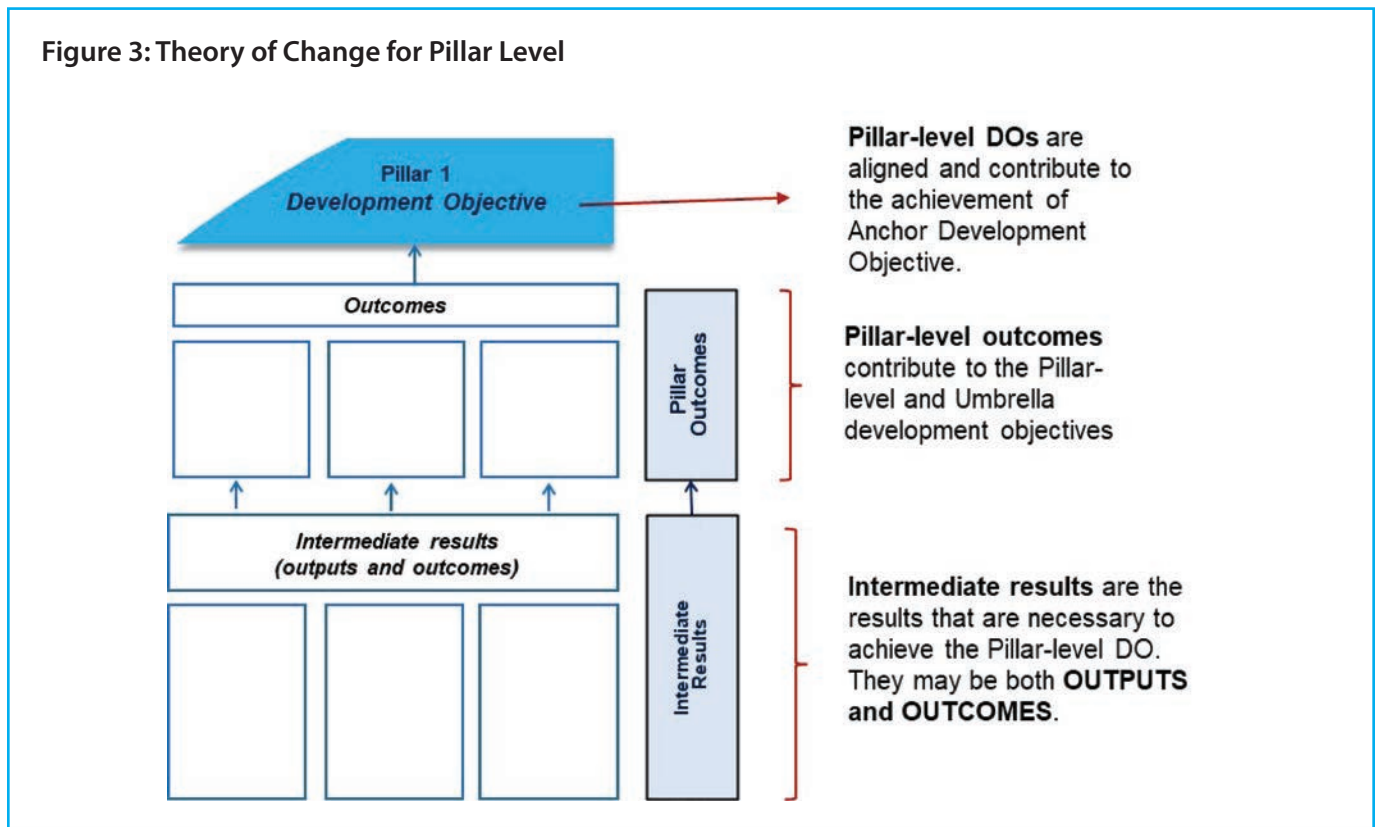 Figure 3: Theory of Change for Pillar Level
Pillar 1
Development Objective
Pillar-level DOs are
aligned and contribute to
the achievement of
Anchor Development
Objective.
Outcomes
Pillar
Outcomes
Pillar-level outcomes
contribute to the Pillar-
level and Umbrella
development objectives
Intermediate results
(outputs and outcomes)
Intermediate
Results
Intermediate results are the
results that are necessary to
achieve the Pillar-level DO.
They may be both OUTPUTS
and OUTCOMES.